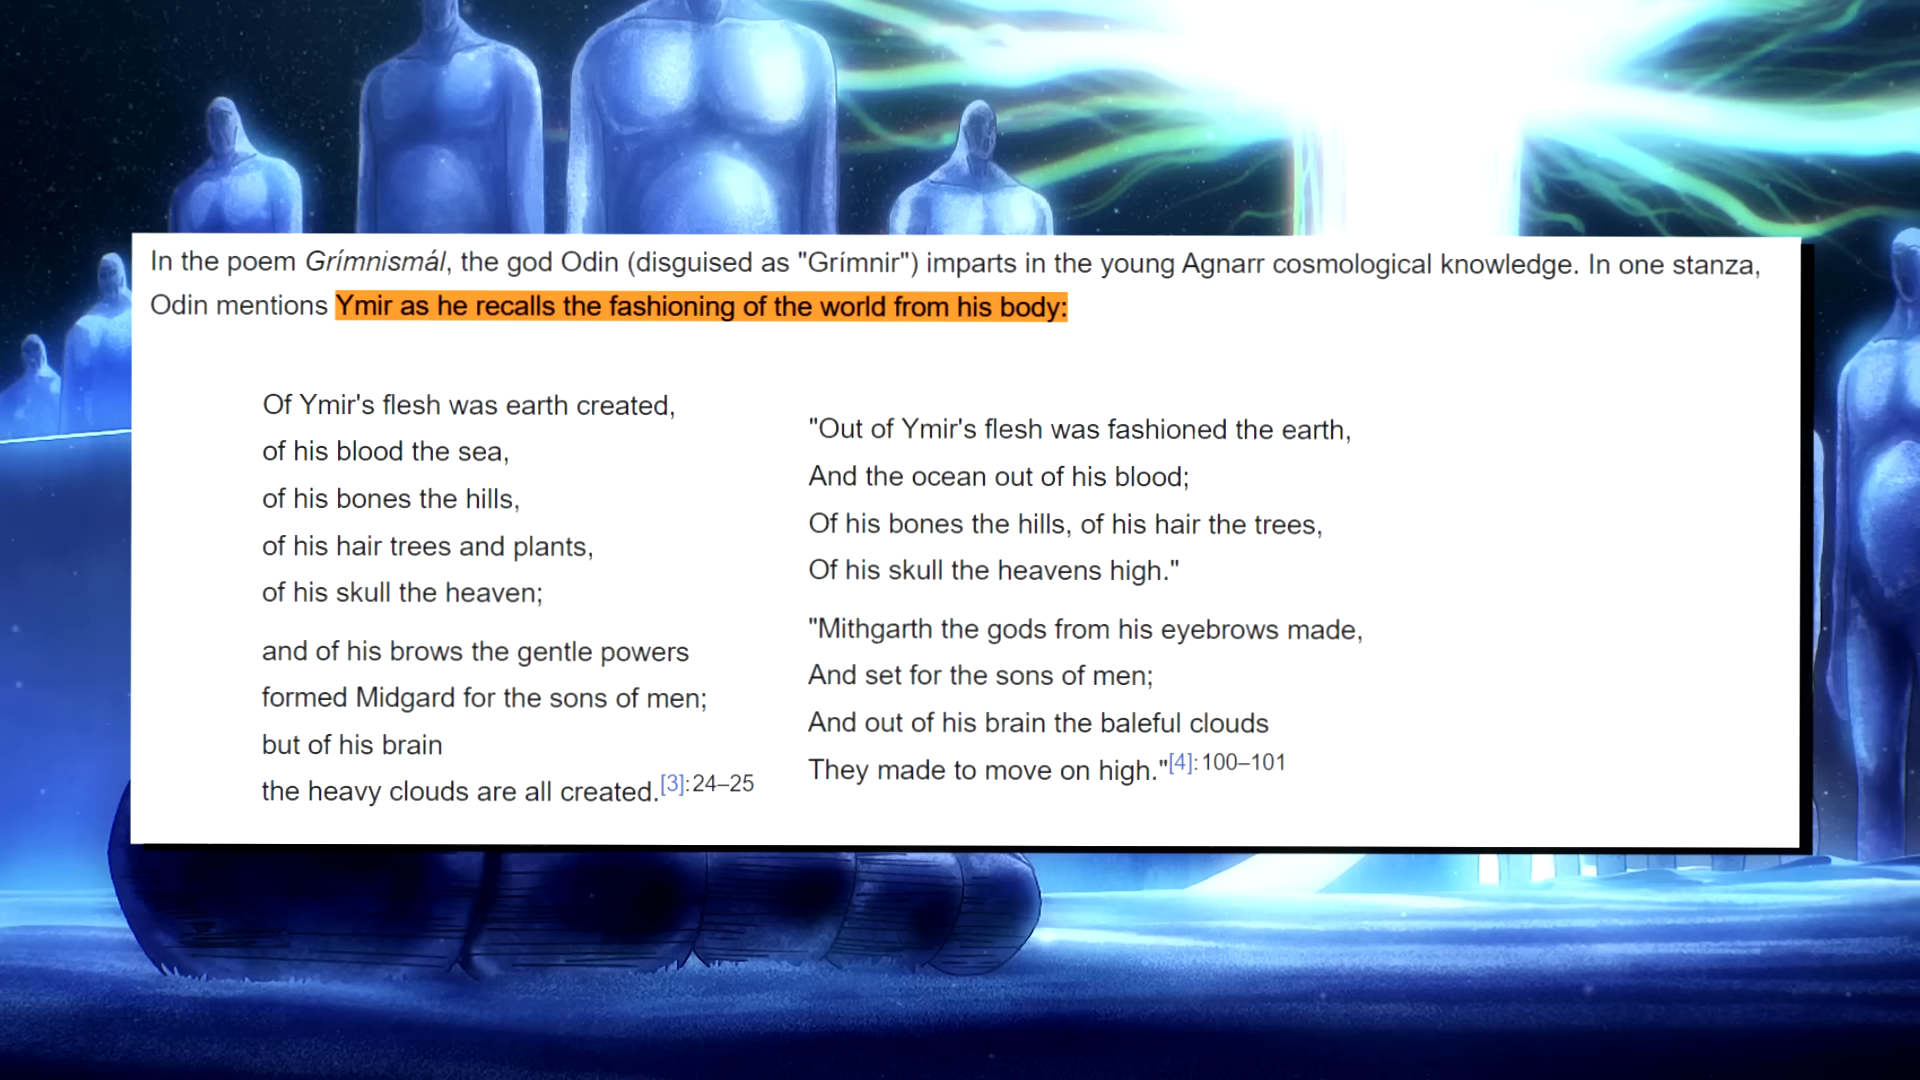 In the poem Grímnismál, the god Odin (disguised as "Grímnir") imparts in the young Agnarr cosmological knowledge. In one stanza,
Odin mentions Ymir as he recalls the fashioning of the world from his body:
Of Ymir's flesh was earth created,
of his blood the sea,
of his bones the hills,
of his hair trees and plants,
of his skull the heaven;
and of his brows the gentle powers
formed Midgard for the sons of men;
but of his brain
the heavy clouds are all created.[3]:24–25
"Out of Ymir's flesh was fashioned the earth,
And the ocean out of his blood;
Of his bones the hills, of his hair the trees,
Of his skull the heavens high."
"Mithgarth the gods from his eyebrows made,
And set for the sons of men;
And out of his brain the baleful clouds
They made to move on high."[4]:100–101